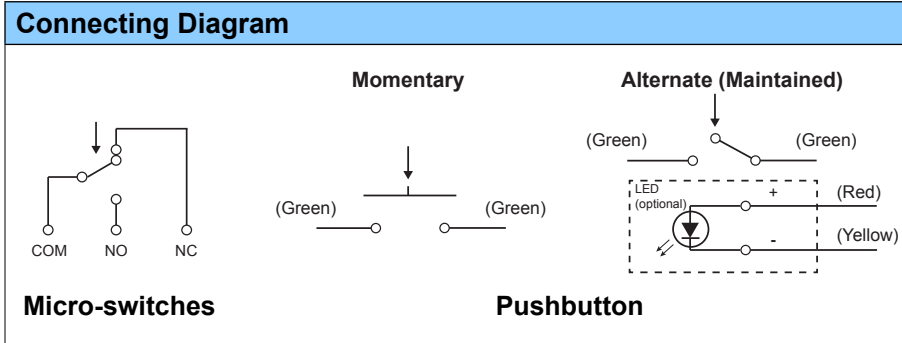 Connecting Diagram
Momentary
Alternate (Maintained)
(Green)
(Green)
LED
(optional)
+
(Red)
(Green)
(Green)
-
(Yellow)
COM
NO
NC
Micro-switches
Pushbutton